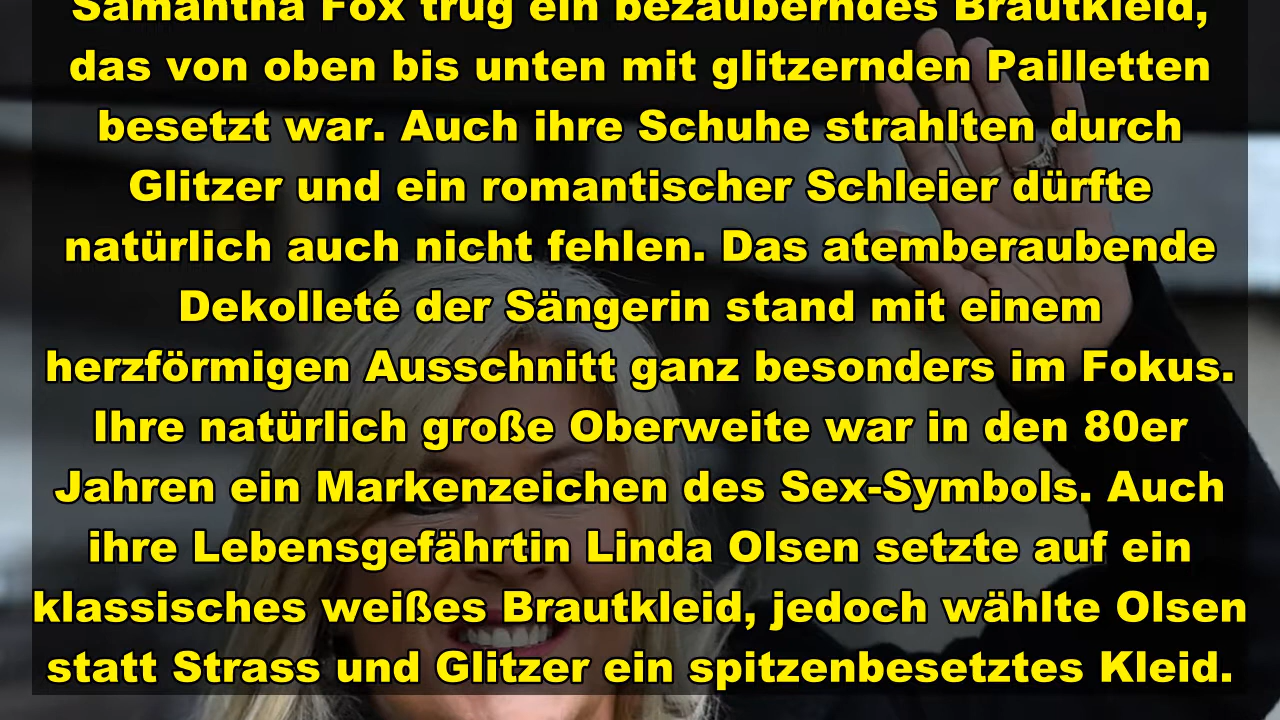 Samantha Fox trug ein bezauberndes Brautkleid,
das von oben bis unten mit glitzernden Pailletten
besetzt war. Auch ihre Schuhe strahlten durch
Glitzer und ein romantischer Schleier dürfte
natürlich auch nicht fehlen. Das atemberaubende
Dekolleté der Sängerin stand mit einem
herzförmigen Ausschnitt ganz besonders im Fokus.
Ihre natürlich große Oberweite war in den 80er
Jahren ein Markenzeichen des Sex-Symbols. Auch
ihre Lebensgefährtin Linda Olsen setzte auf ein
klassisches weißes Brautkleid, jedoch wählte Olsen
statt Strass und Glitzer ein spitzenbesetztes Kleid.